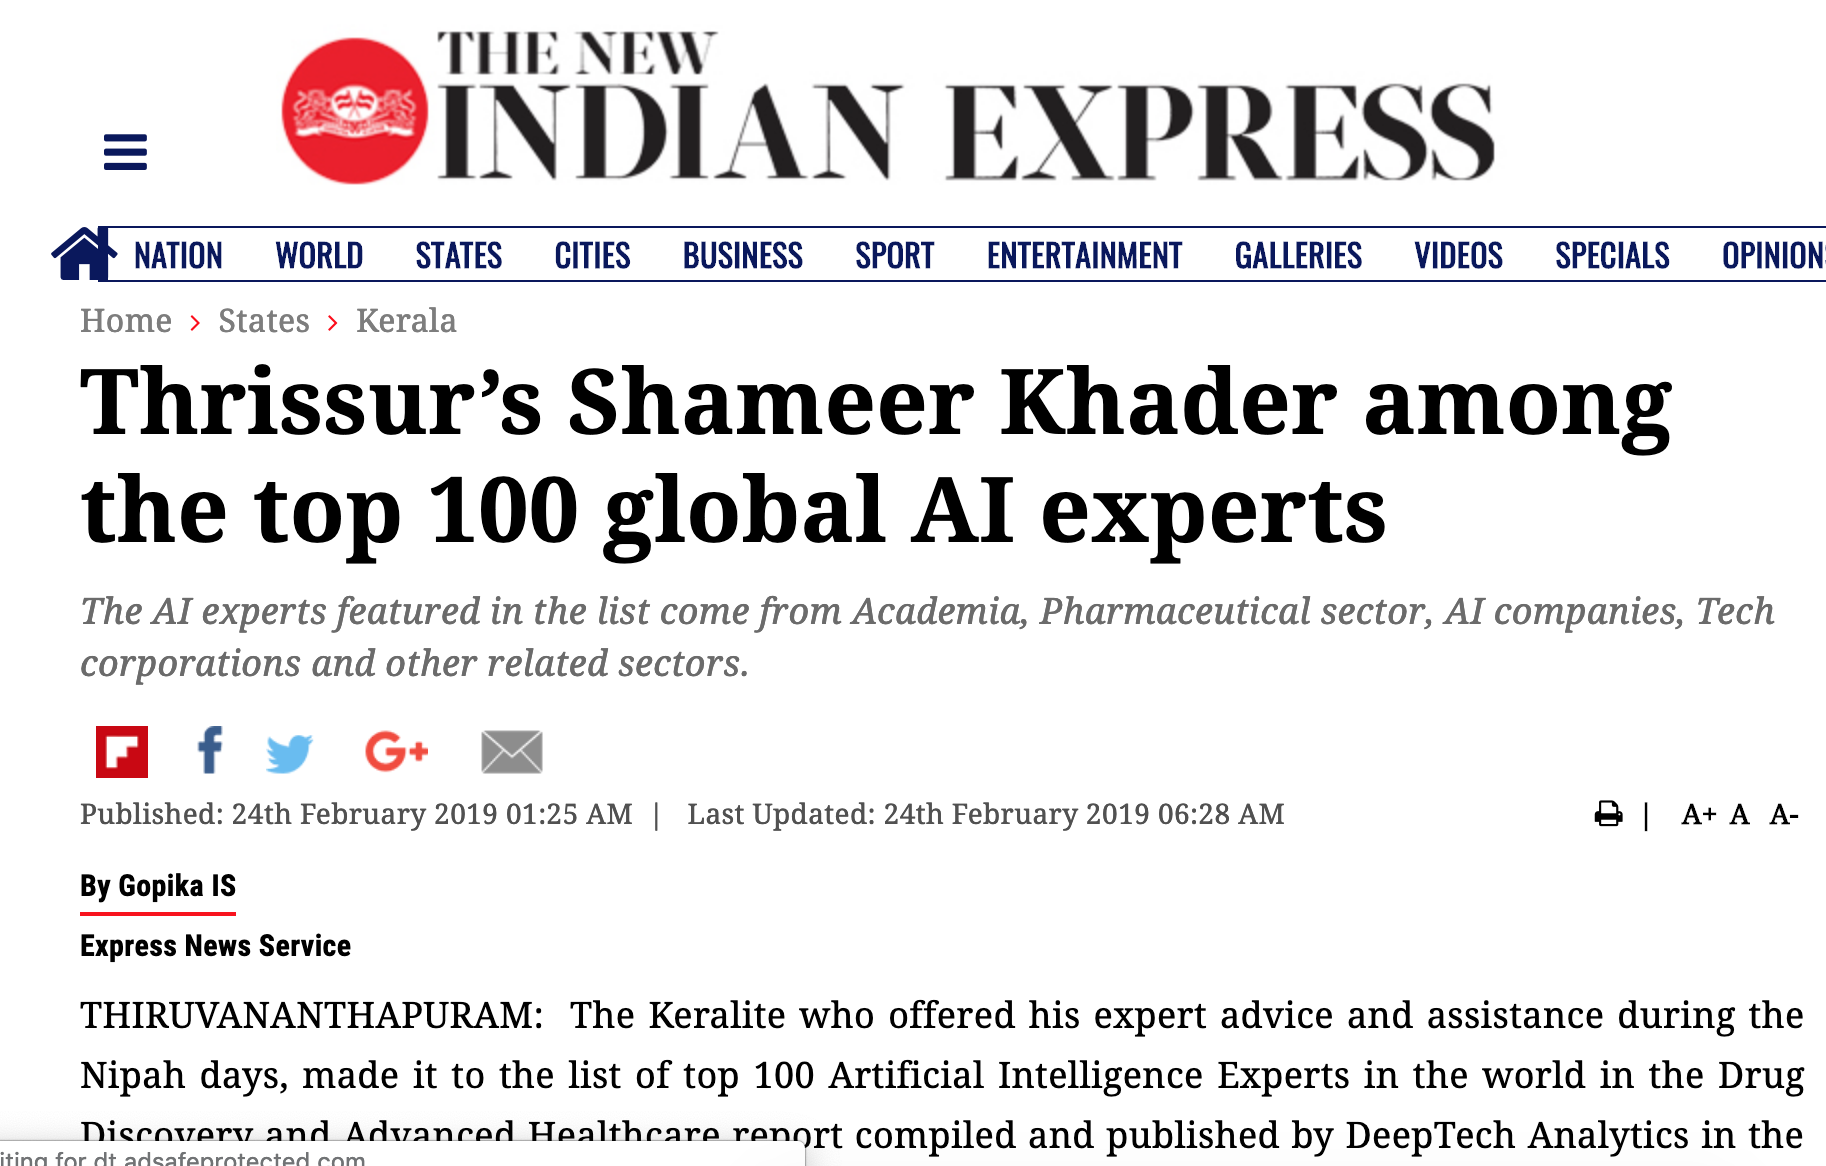 THE NEW
INDIAN EXPRESS
NATION WORLD STATES CITIES BUSINESS SPORT ENTERTAINMENT GALLERIES VIDEOS SPECIALS OPINIONS
Home > States > Kerala
Thrissur’s Shameer Khader among
the top 100 global AI experts
The AI experts featured in the list come from Academia, Pharmaceutical sector, AI companies, Tech
corporations and other related sectors.
f G+
Published: 24th February 2019 01:25 AM | Last Updated: 24th February 2019 06:28 AM | A+ A A-
By Gopika IS
Express News Service
THIRUVANANTHAPURAM: The Keralite who offered his expert advice and assistance during the
Nipah days, made it to the list of top 100 Artificial Intelligence Experts in the world in the Drug
Discovery and Advanced Healthcare report compiled and published by DeepTech Analytics in the
iting for dt.adsafeprotected.com